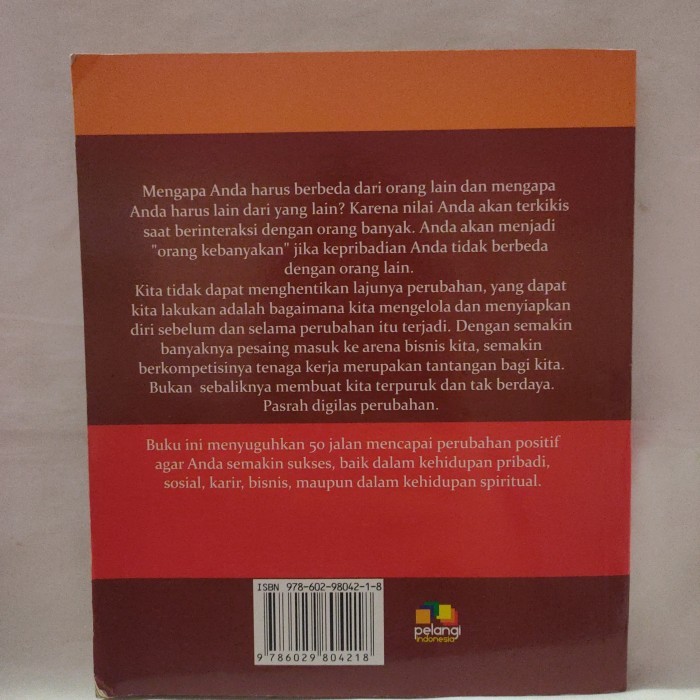 Mengapa Anda harus berbeda dari orang lain dan mengapa
Anda harus lain dari yang lain? Karena nilai Anda akan terkikis
saat berinteraksi dengan orang banyak. Anda akan menjadi
"orang kebanyakan" jika kepribadian Anda tidak berbeda
dengan orang lain.
Kita tidak dapat menghentikan lajunya perubahan, yang dapat
kita lakukan adalah bagaimana kita mengelola dan menyiapkan
diri sebelum dan selama perubahan itu terjadi. Dengan semakin
banyaknya pesaing masuk ke arena bisnis kita, semakin
berkompetisinya tenaga kerja merupakan tantangan bagi kita.
Bukan sebaliknya membuat kita terpuruk dan tak berdaya.
Pasrah digilas perubahan.
Buku ini menyuguhkan 50 jalan mencapai perubahan positif
agar Anda semakin sukses, baik dalam kehidupan pribadi,
sosial, karir, bisnis, maupun dalam kehidupan spiritual.
ISBN 978-602-98042-1-8
9 786029 804218
pelangi
indonesia